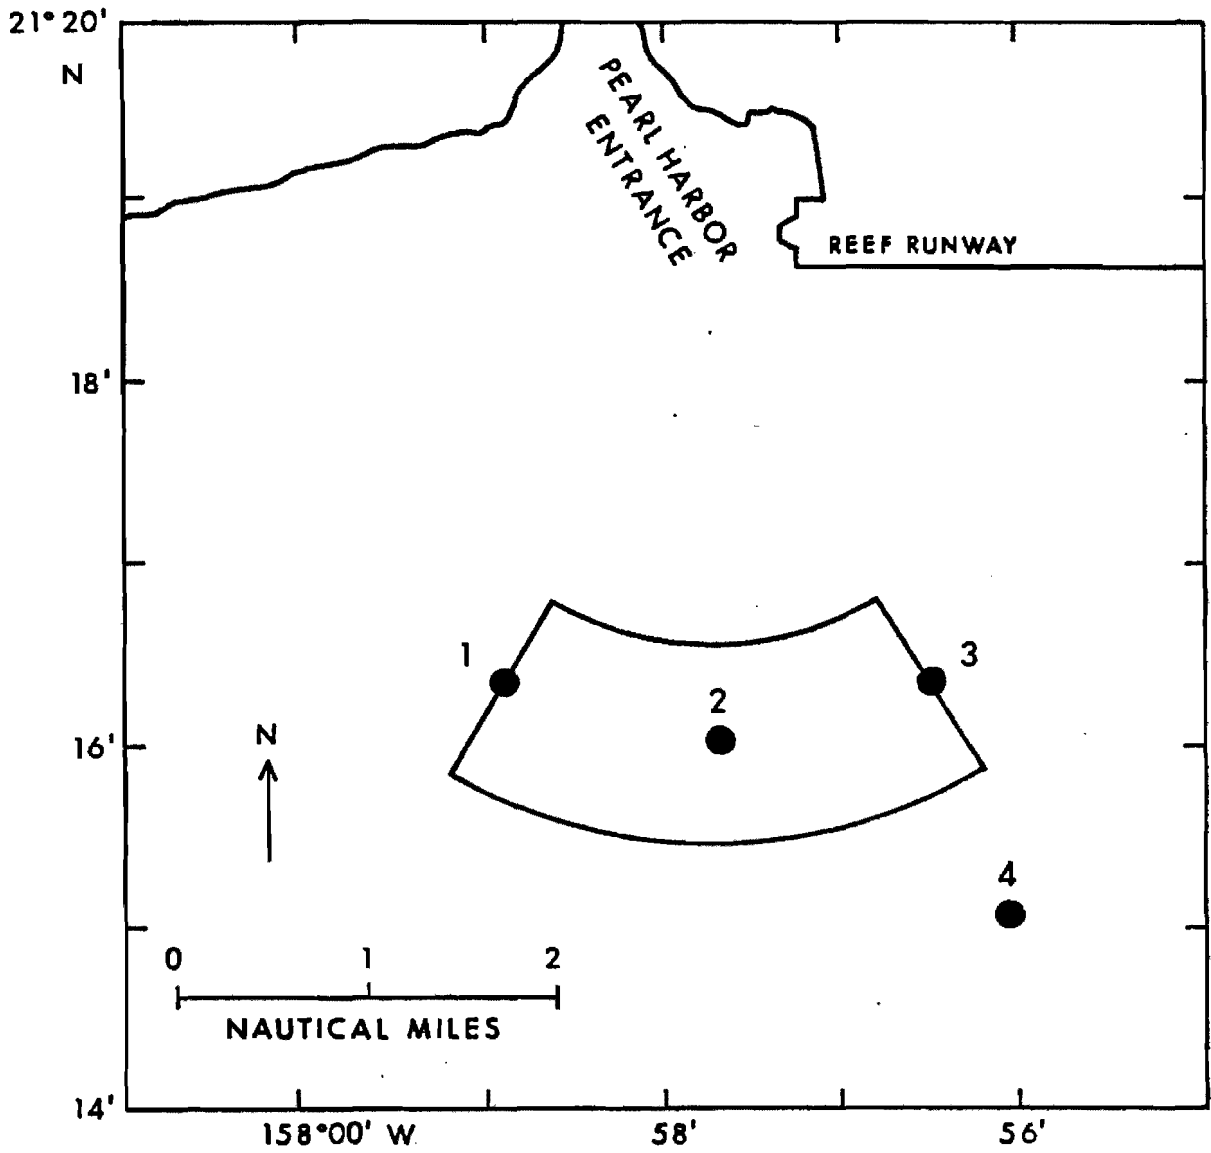 21°20'
N
PEARL HARBOR
ENTRANCE
REEF RUNWAY
18'
1
3
2
16'
N
4
0 1 2
NAUTICAL MILES
14'
158°00' W 58' 56'